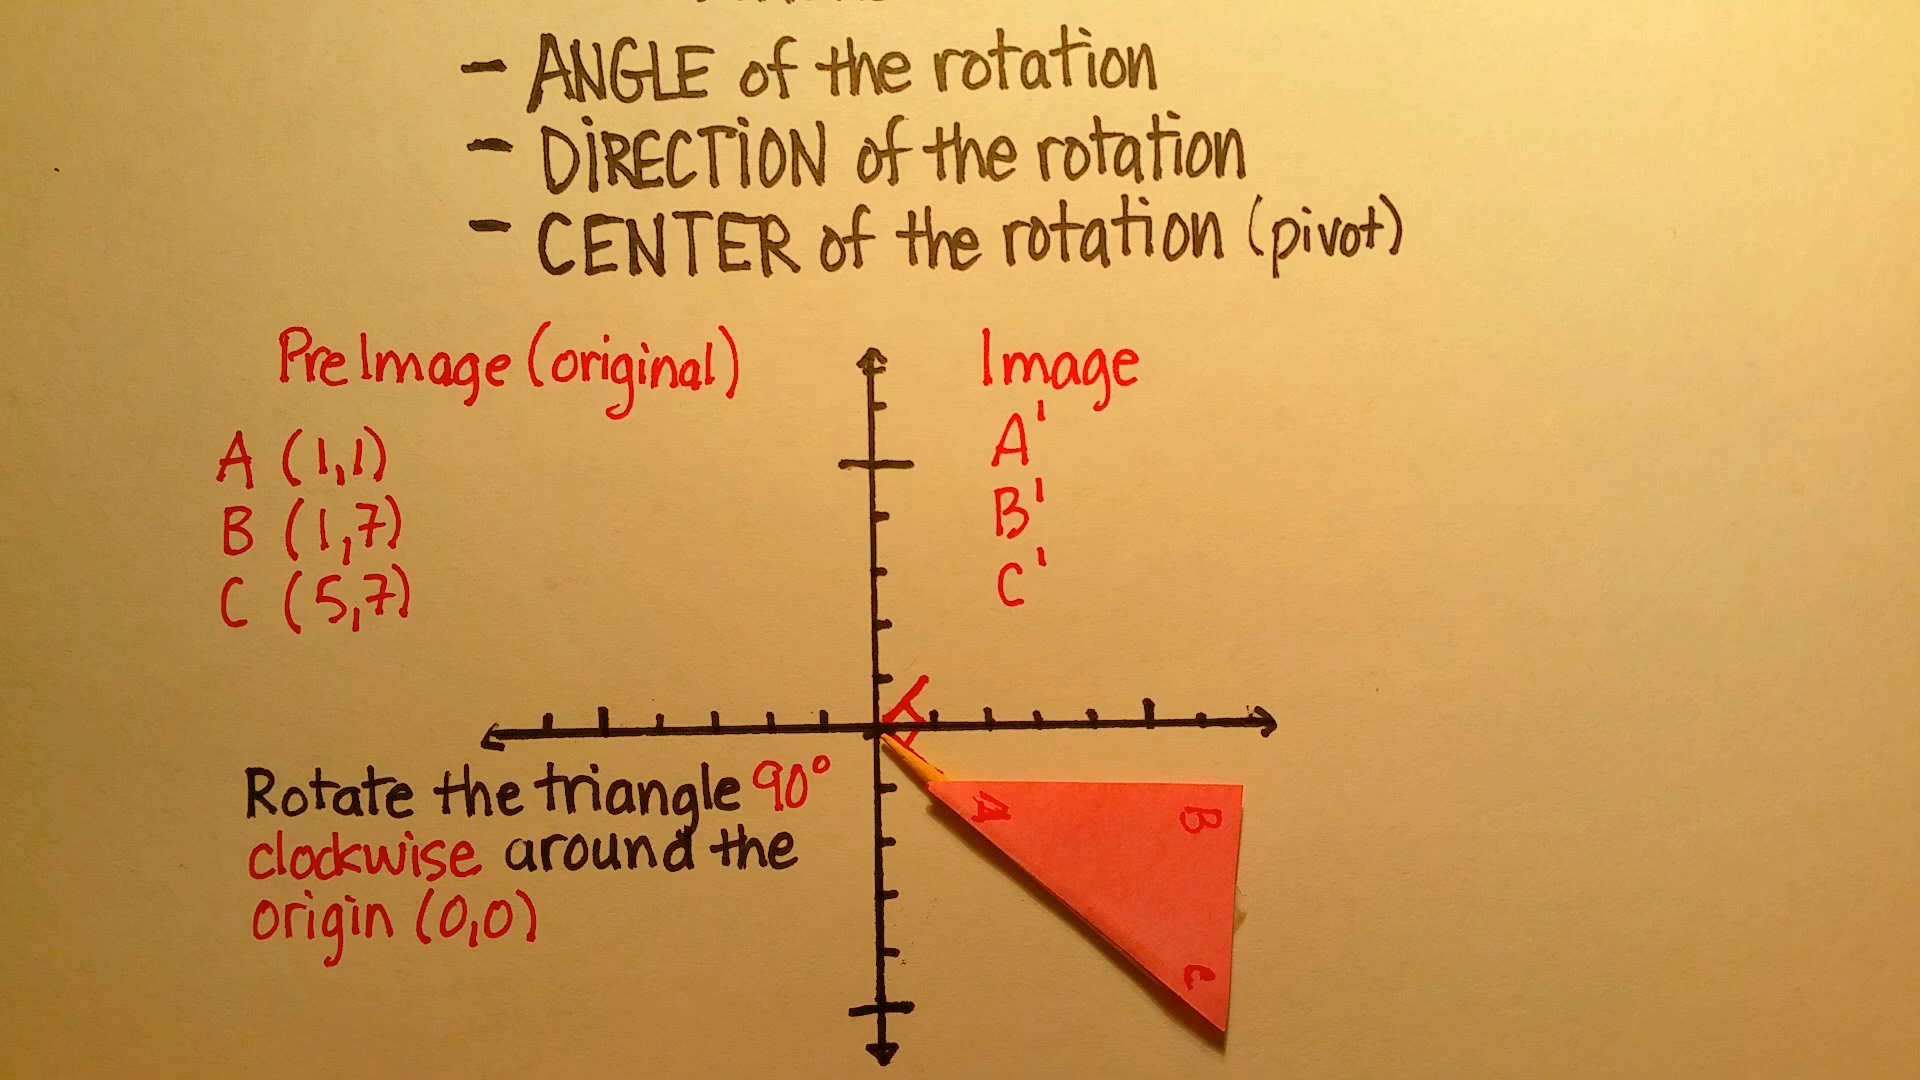 - ANGLE of the rotation
- DIRECTION of the rotation
- CENTER of the rotation (pivot)
PreImage (original)
A (1,1)
B (1,7)
C (5,7)
Image
A'
B'
C'
Rotate the triangle 90°
clockwise around the
origin (0,0)
A
B
C